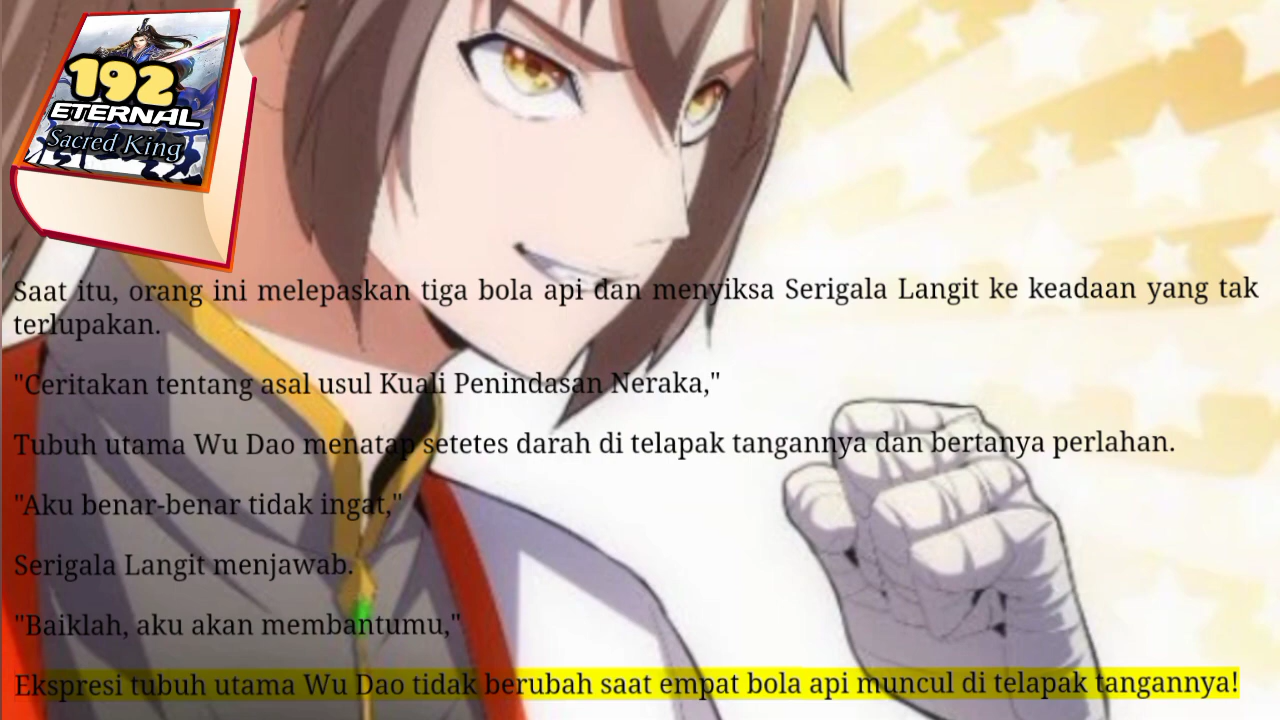 192
ETERNAL
Sacred King
Saat itu, orang ini melepaskan tiga bola api dan menyiksa Serigala Langit ke keadaan yang tak
terlupakan.
"Ceritakan tentang asal usul Kuali Penindasan Neraka,"
Tubuh utama Wu Dao menatap setetes darah di telapak tangannya dan bertanya perlahan.
"Aku benar-benar tidak ingat,"
Serigala Langit menjawab.
"Baiklah, aku akan membantumu,"
Ekspresi tubuh utama Wu Dao tidak berubah saat empat bola api muncul di telapak tangannya!